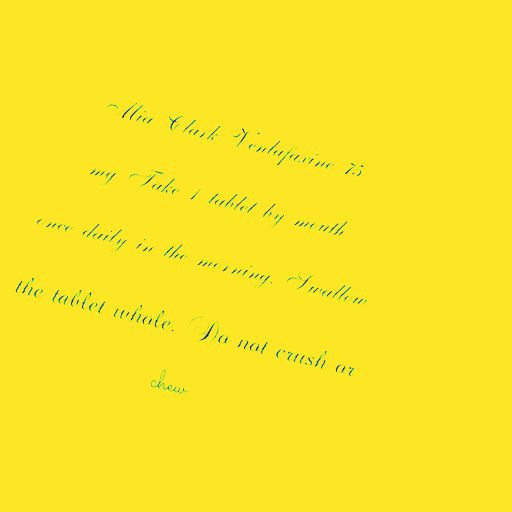 Mia Clark Venlafaxine 75
mg Take 1 tablet by mouth
once daily in the morning. Swallow
the tablet whole. Do not crush or
chew